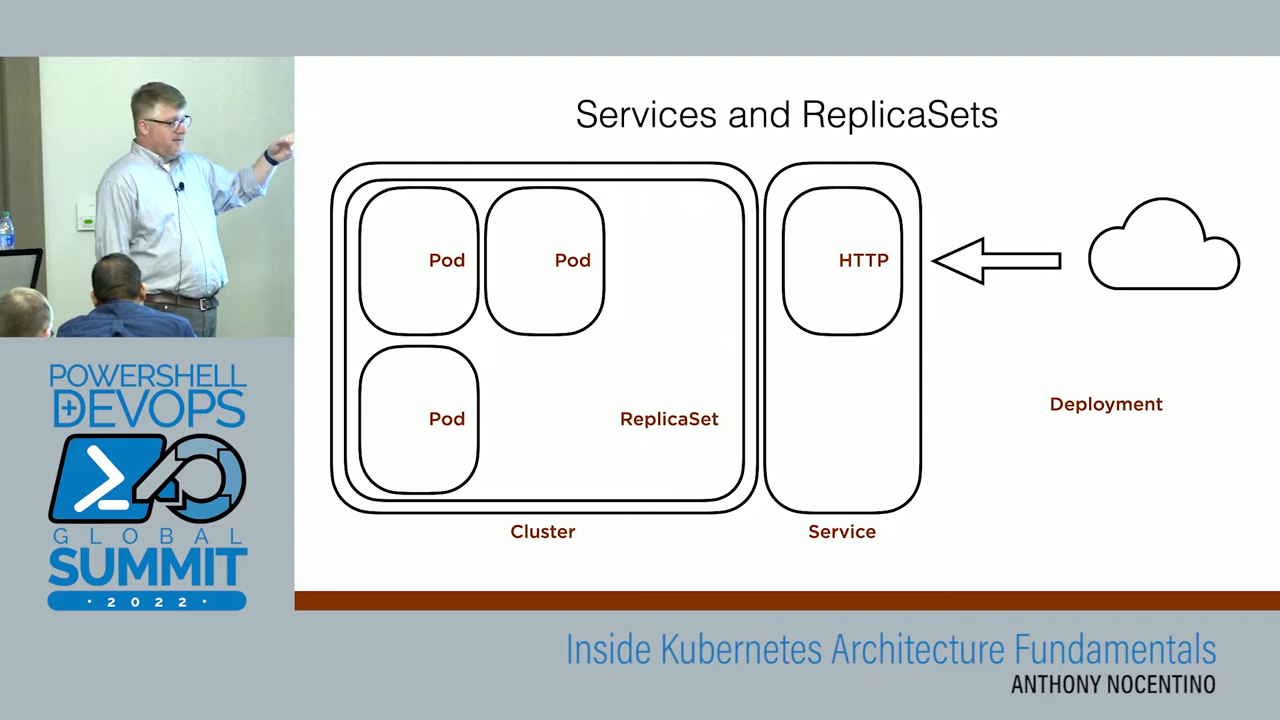 Services and ReplicaSets
Pod
Pod
HTTP
Pod
ReplicaSet
Deployment
Cluster
Service
POWERSHELL
DEVOPS
GLOBAL
SUMMIT
· 2022 ·
Inside Kubernetes Architecture Fundamentals
ANTHONY NOCENTINO